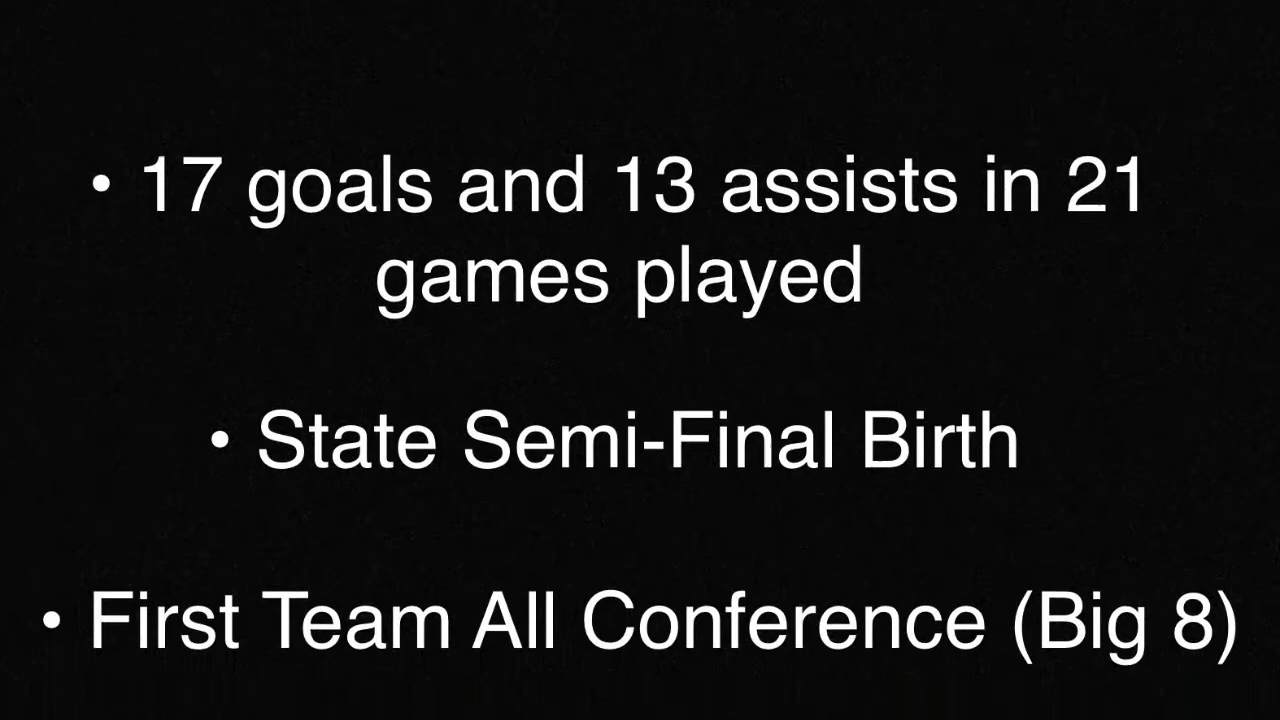 • 17 goals and 13 assists in 21
games played
• State Semi-Final Birth
• First Team All Conference (Big 8)